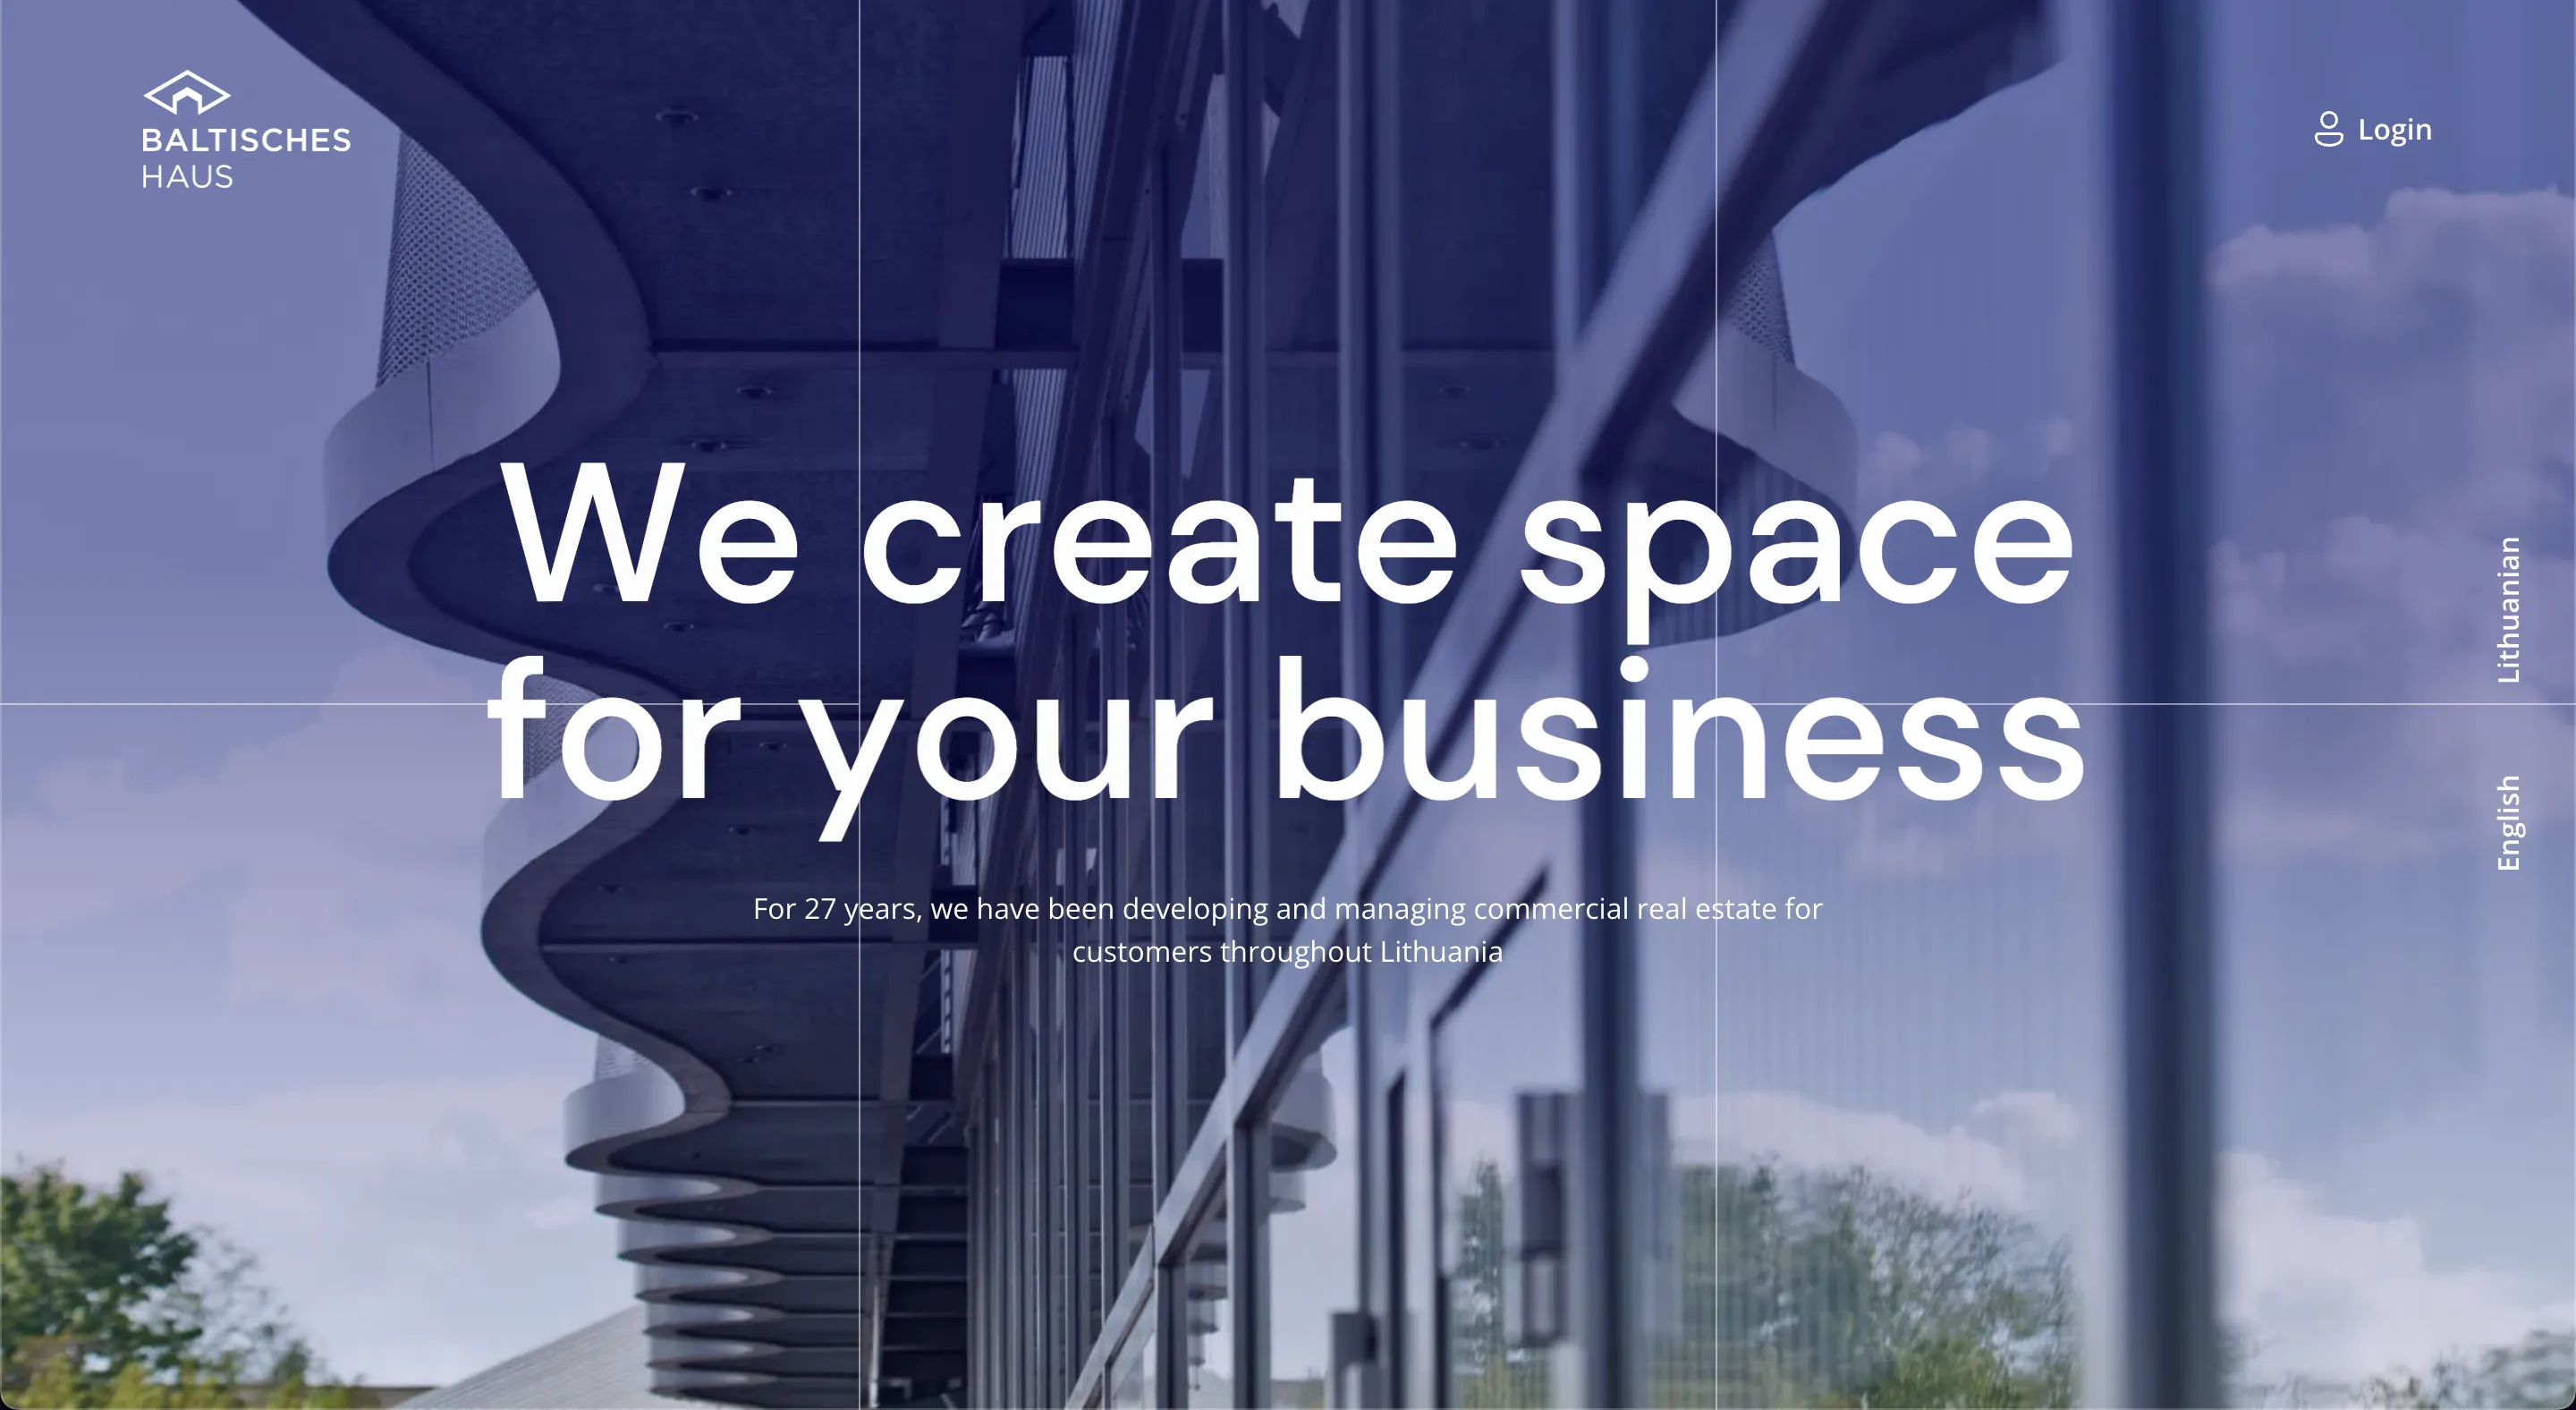 BALTISCHES
HAUS
Login
We create space
for your business
For 27 years, we have been developing and managing commercial real estate for
customers throughout Lithuania
Lithuanian
English